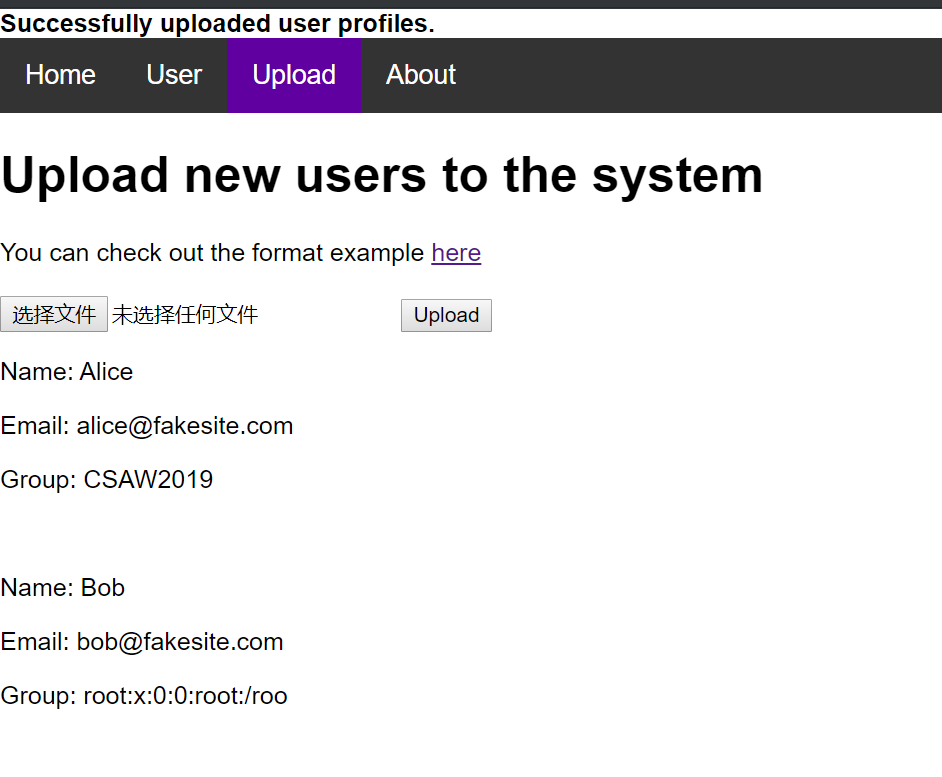 Successfully uploaded user profiles.
Home User Upload About
Upload new users to the system
You can check out the format example here
选择文件 未选择任何文件 Upload
Name: Alice
Email: alice@fakesite.com
Group: CSAW2019
Name: Bob
Email: bob@fakesite.com
Group: root:x:0:0:root:/roo